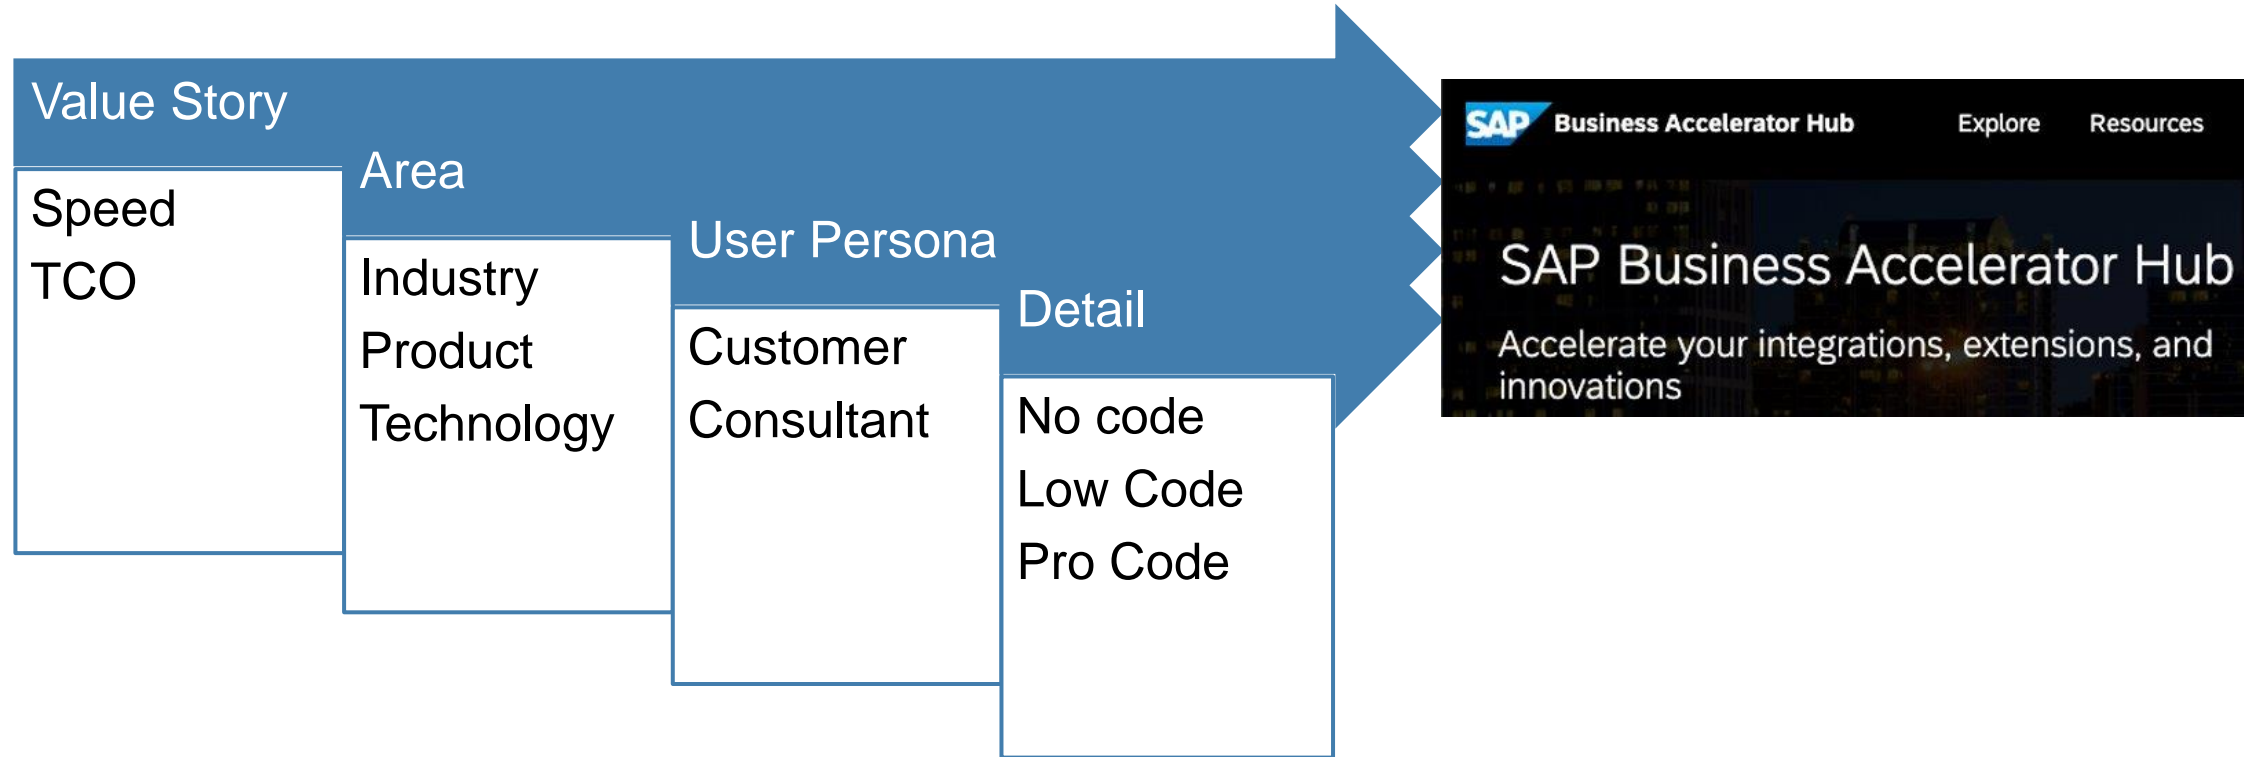 Value Story
Speed
TCO
Area
Industry
Product
Technology
User Persona
Customer
Consultant
Detail
No code
Low Code
Pro Code
SAP Business Accelerator Hub Explore Resources
SAP Business Accelerator Hub
Accelerate your integrations, extensions, and
innovations